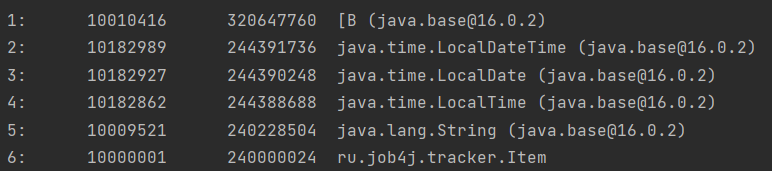 1: 10010416 320647760 [B (java.base@16.0.2)
2: 10182989 244391736 java.time.LocalDateTime (java.base@16.0.2)
3: 10182927 244390248 java.time.LocalDate (java.base@16.0.2)
4: 10182862 244388688 java.time.LocalTime (java.base@16.0.2)
5: 10009521 240228504 java.lang.String (java.base@16.0.2)
6: 10000001 240000024 ru.job4j.tracker.Item